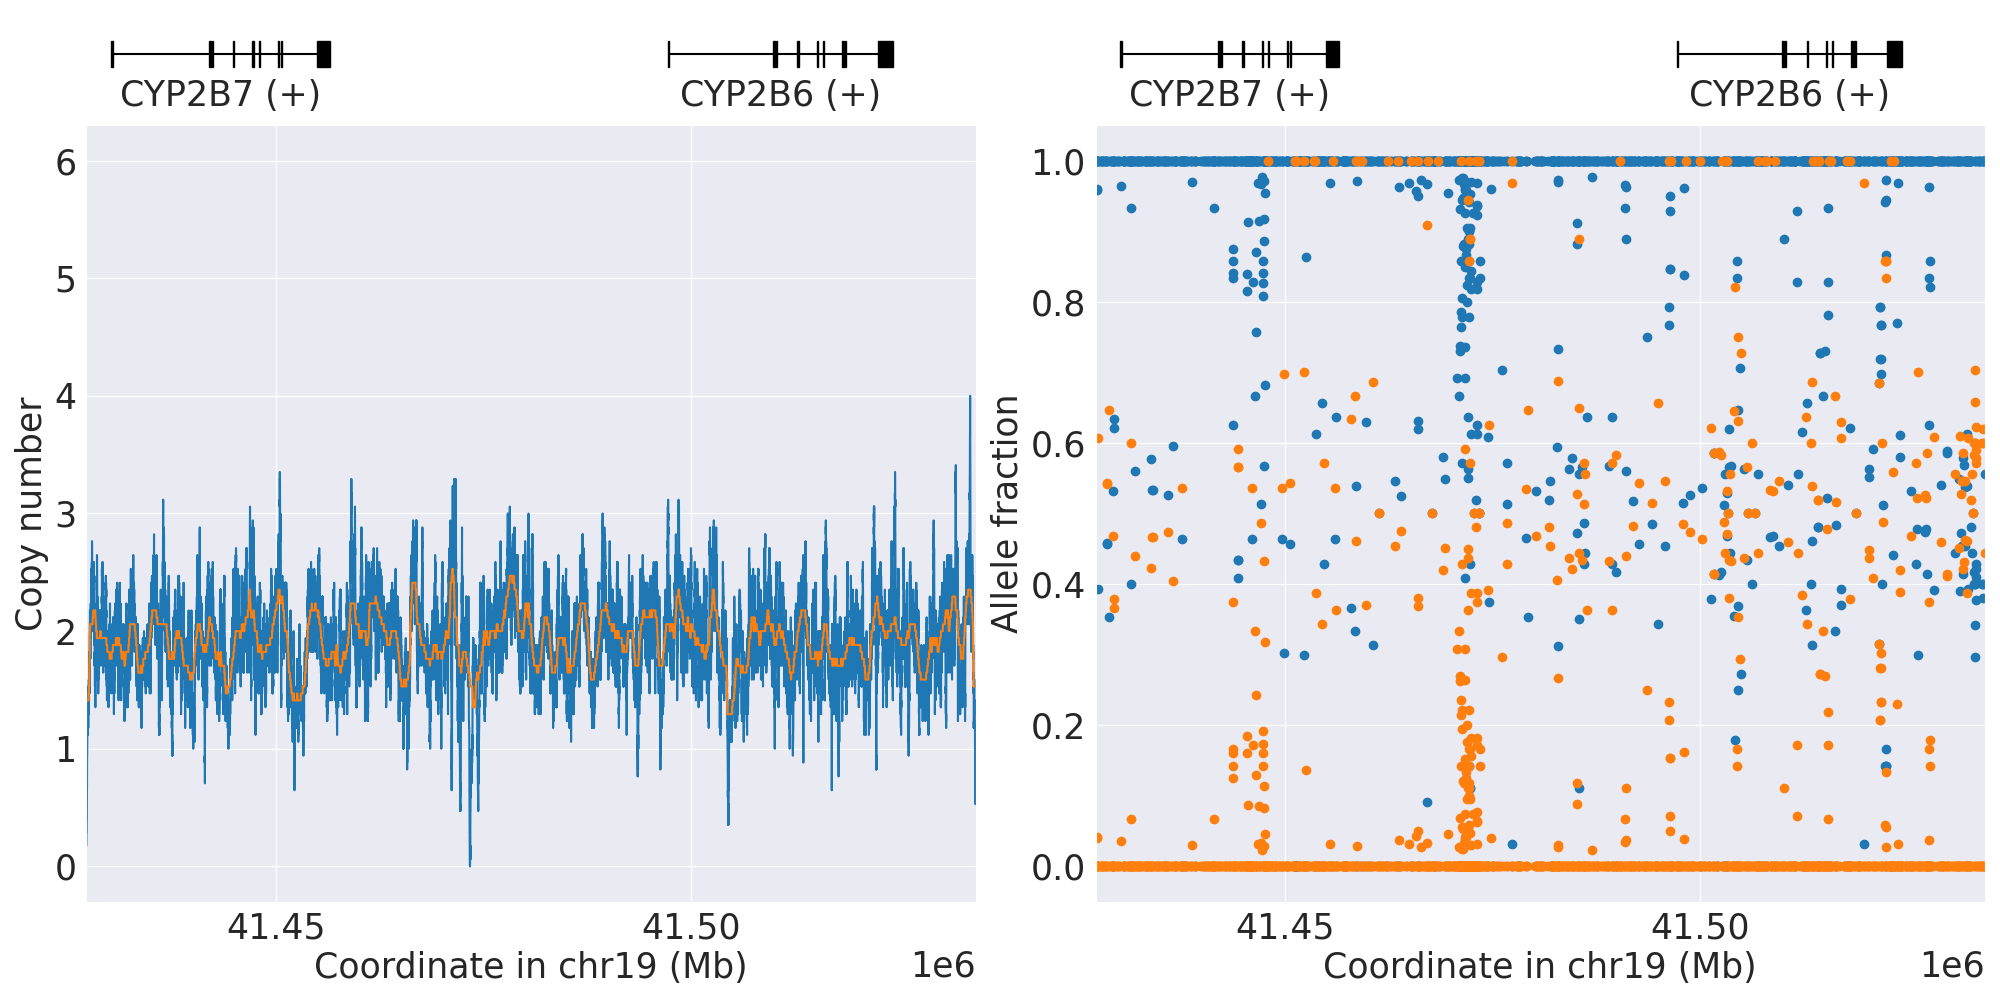 CYP2B7 (+)
CYP2B6 (+)
CYP2B7 (+)
CYP2B6 (+)
6
5
4
3
2
1
0
Copy number
41.45
41.50
Coordinate in chr19 (Mb)
1e6
1.0
0.8
0.6
0.4
0.2
0.0
Allele fraction
41.45
41.50
Coordinate in chr19 (Mb)
1e6